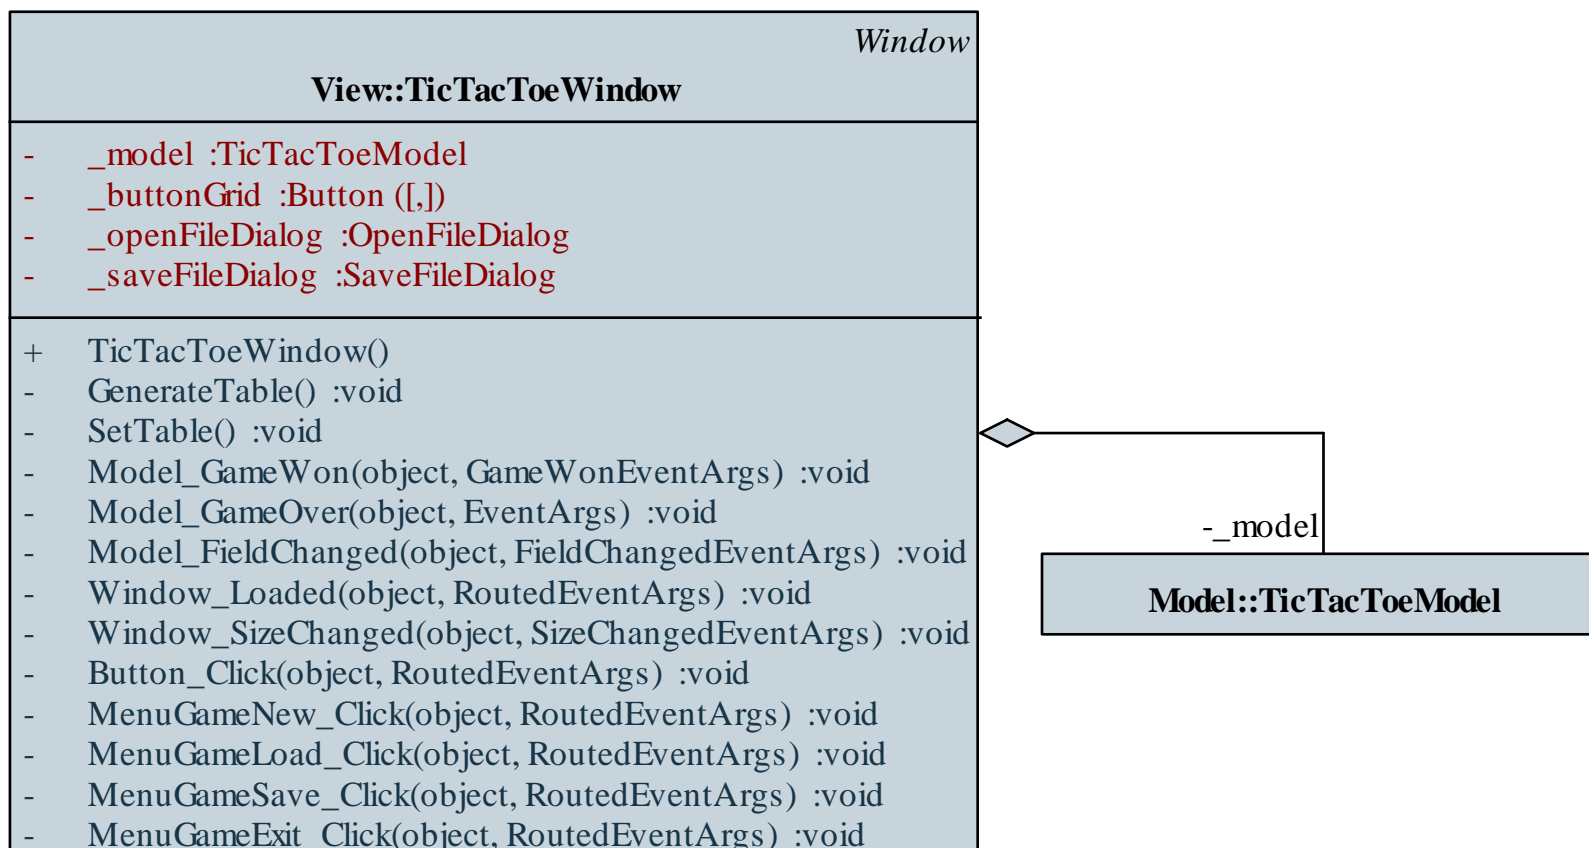 Window
View::TicTacToeWindow
- _model :TicTacToeModel
- _buttonGrid :Button ([,])
- _openFileDialog :OpenFileDialog
- _saveFileDialog :SaveFileDialog
+ TicTacToeWindow()
- GenerateTable() :void
- SetTable() :void
- Model_GameWon(object, GameWonEventArgs) :void
- Model_GameOver(object, EventArgs) :void
- Model_FieldChanged(object, FieldChangedEventArgs) :void
- Window_Loaded(object, RoutedEventArgs) :void
- Window_SizeChanged(object, SizeChangedEventArgs) :void
- Button_Click(object, RoutedEventArgs) :void
- MenuGameNew_Click(object, RoutedEventArgs) :void
- MenuGameLoad_Click(object, RoutedEventArgs) :void
- MenuGameSave_Click(object, RoutedEventArgs) :void
- MenuGameExit_Click(object, RoutedEventArgs) :void
-_model
Model::TicTacToeModel